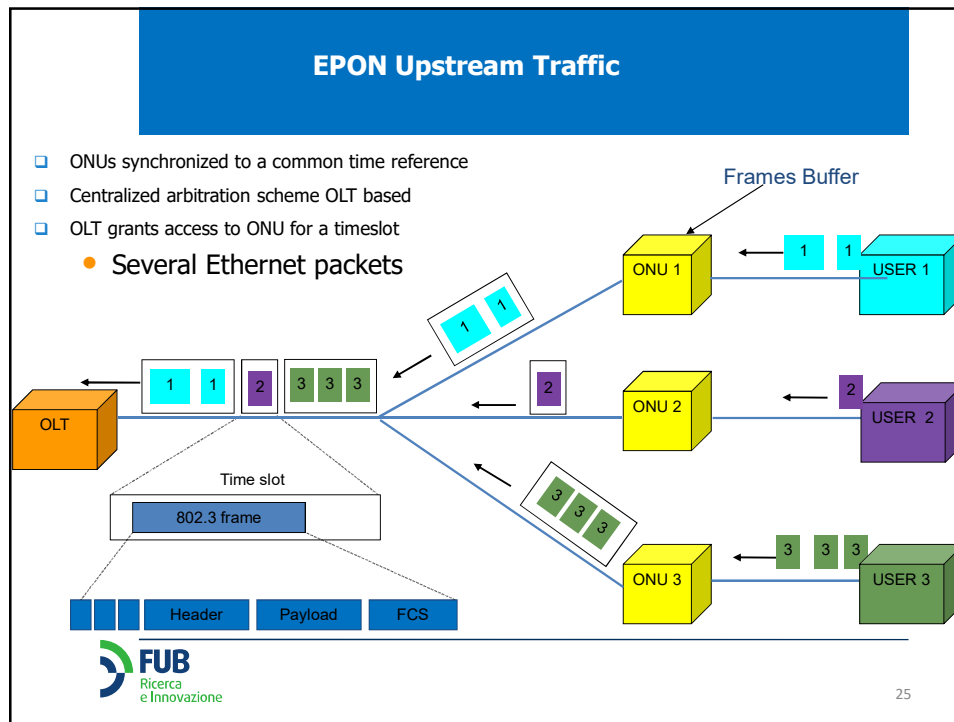 EPON Upstream Traffic
ONUs synchronized to a common time reference
Centralized arbitration scheme OLT based
OLT grants access to ONU for a timeslot
Several Ethernet packets
Frames Buffer
ONU 1
1 1
USER 1
1 1
1 1
2
3 3 3
2
ONU 2
2
USER 2
OLT
Time slot
802.3 frame
3 3 3
ONU 3
3 3 3
USER 3
Header
Payload
FCS
FUB
Ricerca
e Innovazione
25